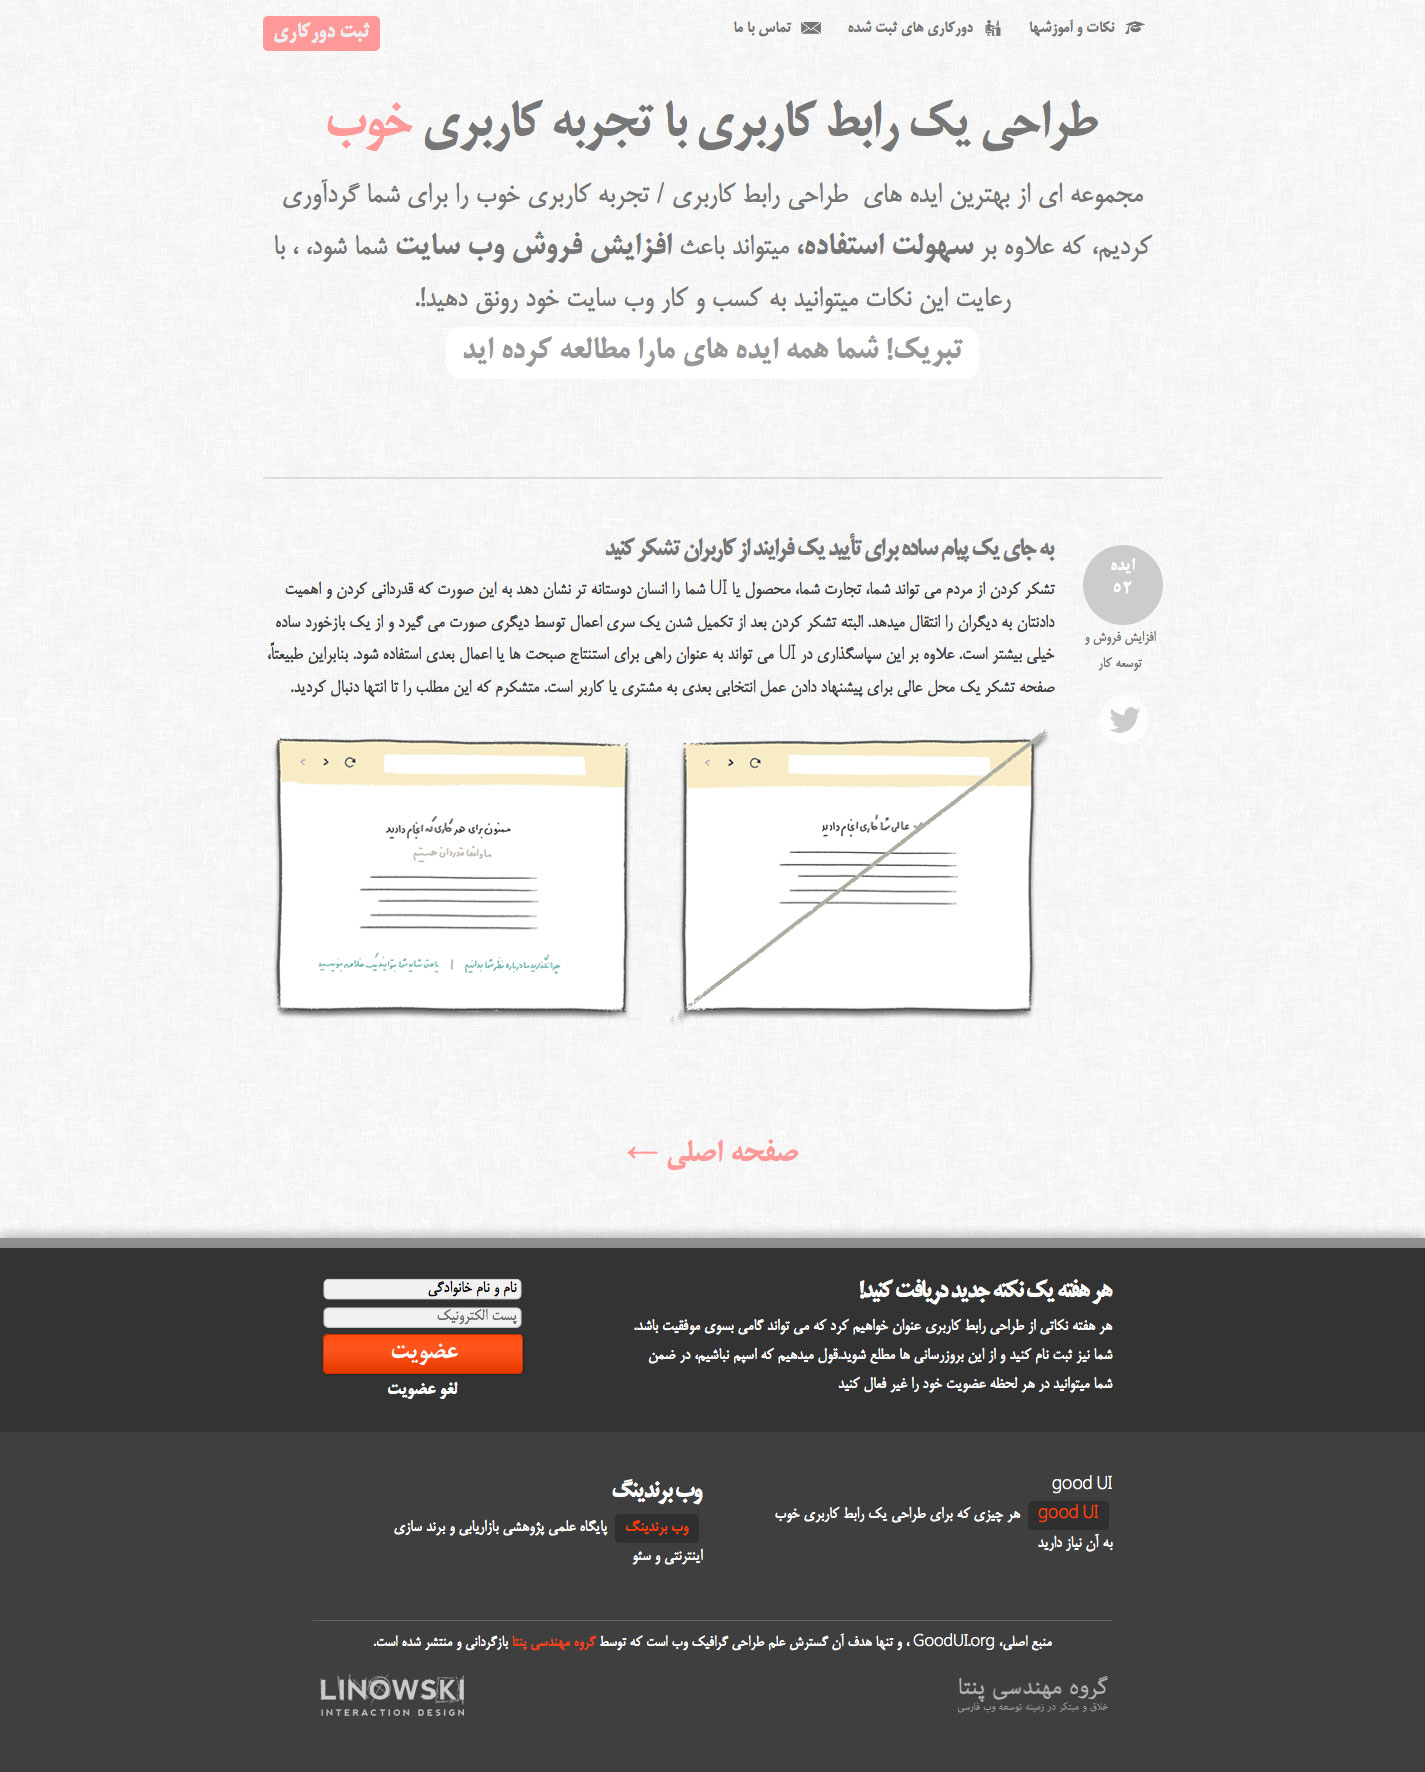 نکات و آموزشها
دورکاری های ثبت شده
تماس با ما
ثبت دورکاری
طراحی یک رابط کاربری با تجربه کاربری خوب
مجموعه ای از بهترین ایده های طراحی رابط کاربری / تجربه کاربری خوب را برای شما گردآوری
کردیم، که علاوه بر سهولت استفاده، میتواند باعث افزایش فروش وب سایت شما شود، ، با
رعایت این نکات میتوانید به کسب و کار وب سایت خود رونق دهید!.
تبریک! شما همه ایده های مارا مطالعه کرده اید
ایده
۵۲
افزایش فروش و
توسعه کار
به جای یک پیام ساده برای تأیید یک فرایند از کاربران تشکر کنید
تشکر کردن از مردم می تواند شما، تجارت شما، محصول یا UI شما را انسان دوستانه تر نشان دهد به این صورت که قدردانی کردن و اهمیت
دادنتان به دیگران را انتقال میدهد. البته تشکر کردن بعد از تکمیل شدن یک سری اعمال توسط دیگری صورت می گیرد و از یک بازخورد ساده
خیلی بیشتر است. علاوه بر این سپاسگذاری در UI می تواند به عنوان راهی برای استنتاج صبحت ها یا اعمال بعدی استفاده شود. بنابراین طبیعتاً،
صفحه تشکر یک محل عالی برای پیشنهاد دادن عمل انتخابی بعدی به مشتری یا کاربر است. متشکرم که این مطلب را تا انتها دنبال کردید.
عالی شما کاری انجام دادید
ممنون برای هر کاری که انجام دادید
ما واقعا قدردان هستیم
چرا نگذارید ما درباره نظر شما بدانیم |
صفحه اصلی ←
هر هفته یک نکته جدید دریافت کنید!
هر هفته نکاتی از طراحی رابط کاربری عنوان خواهیم کرد که می تواند گامی بسوی موفقیت باشد.
شما نیز ثبت نام کنید و از این بروزرسانی ها مطلع شوید.قول میدهیم که اسپم نباشیم، در ضمن
شما میتوانید در هر لحظه عضویت خود را غیر فعال کنید
نام و نام خانوادگی
پست الکترونیک
عضویت
لغو عضویت
good UI
good UI هر چیزی که برای طراحی یک رابط کاربری خوب
به آن نیاز دارید
وب برندینگ
وب برندینگ پایگاه علمی پژوهشی بازاریابی و برند سازی
اینترنتی و سئو
منبع اصلی، GoodUI.org ، و تنها هدف آن گسترش علم طراحی گرافیک وب است که توسط گروه مهندسی پنتا بازگردانی و منتشر شده است.
گروه مهندسی پنتا
خلاق و مبتکر در زمینه توسعه وب فارسی
LINOWSKI
INTERACTION DESIGN